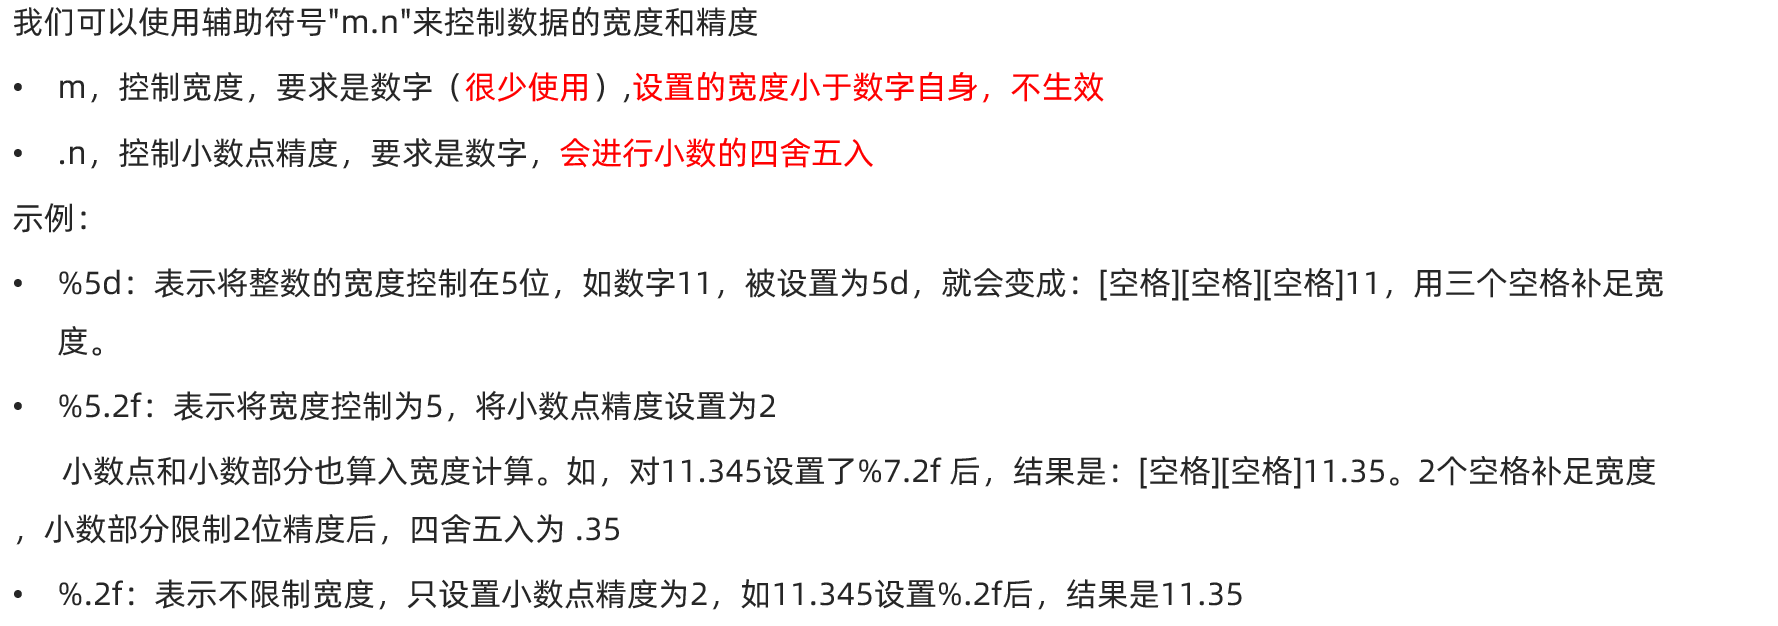 我们可以使用辅助符号"m.n"来控制数据的宽度和精度
• m，控制宽度，要求是数字（很少使用）,设置的宽度小于数字自身，不生效
• .n，控制小数点精度，要求是数字，会进行小数的四舍五入
示例：
• %5d：表示将整数的宽度控制在5位，如数字11，被设置为5d，就会变成：[空格][空格][空格]11，用三个空格补足宽
度。
• %5.2f：表示将宽度控制为5，将小数点精度设置为2
小数点和小数部分也算入宽度计算。如，对11.345设置了%7.2f 后，结果是：[空格][空格]11.35。2个空格补足宽度
，小数部分限制2位精度后，四舍五入为 .35
• %.2f：表示不限制宽度，只设置小数点精度为2，如11.345设置%.2f后，结果是11.35